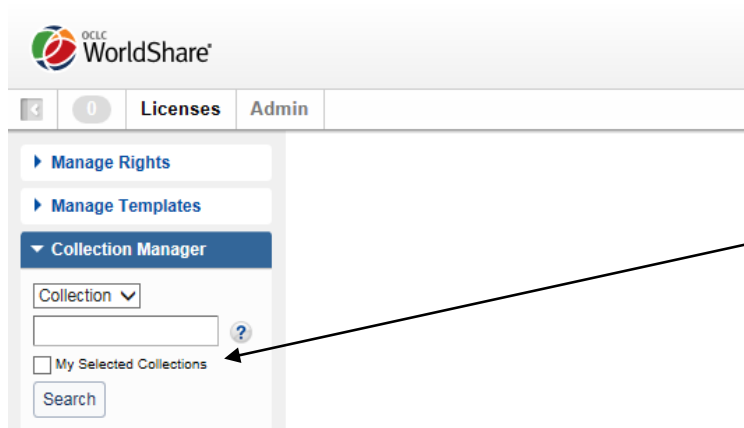 OCLC
WorldShare®
0 Licenses Admin
Manage Rights
Manage Templates
Collection Manager
Collection
?
My Selected Collections
Search